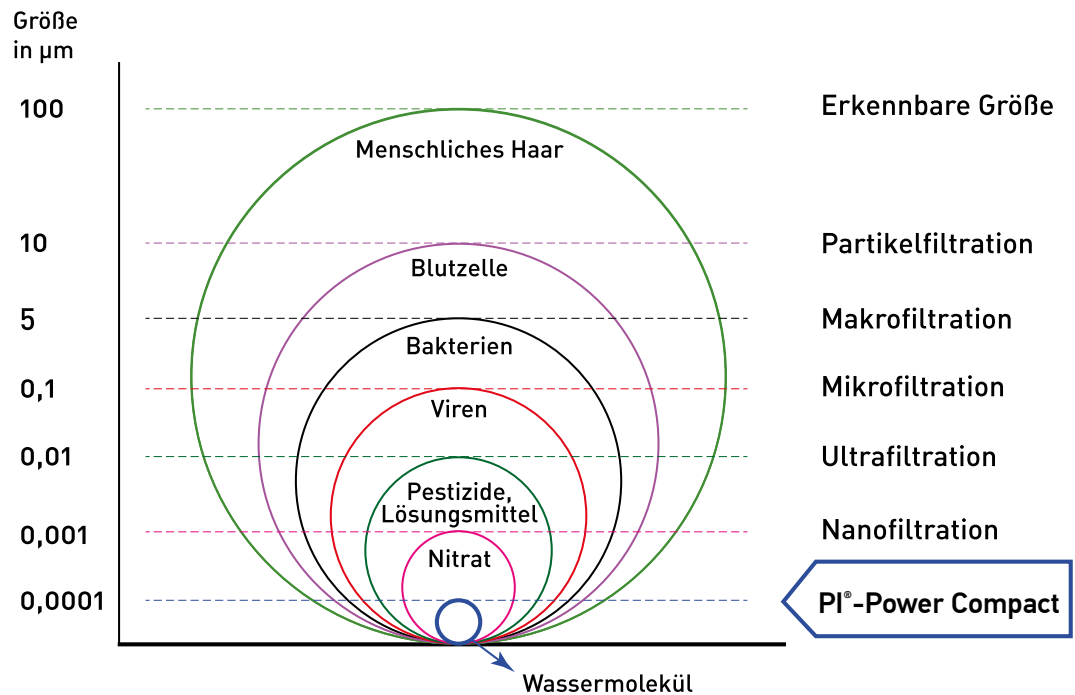 Größe
in µm
100
Erkennbare Größe
Menschliches Haar
10
Partikelfiltration
Blutzelle
5
Makrofiltration
Bakterien
0,1
Mikrofiltration
Viren
0,01
Ultrafiltration
Pestizide,
Lösungsmittel
0,001
Nanofiltration
Nitrat
0,0001
PI®-Power Compact
Wassermolekül